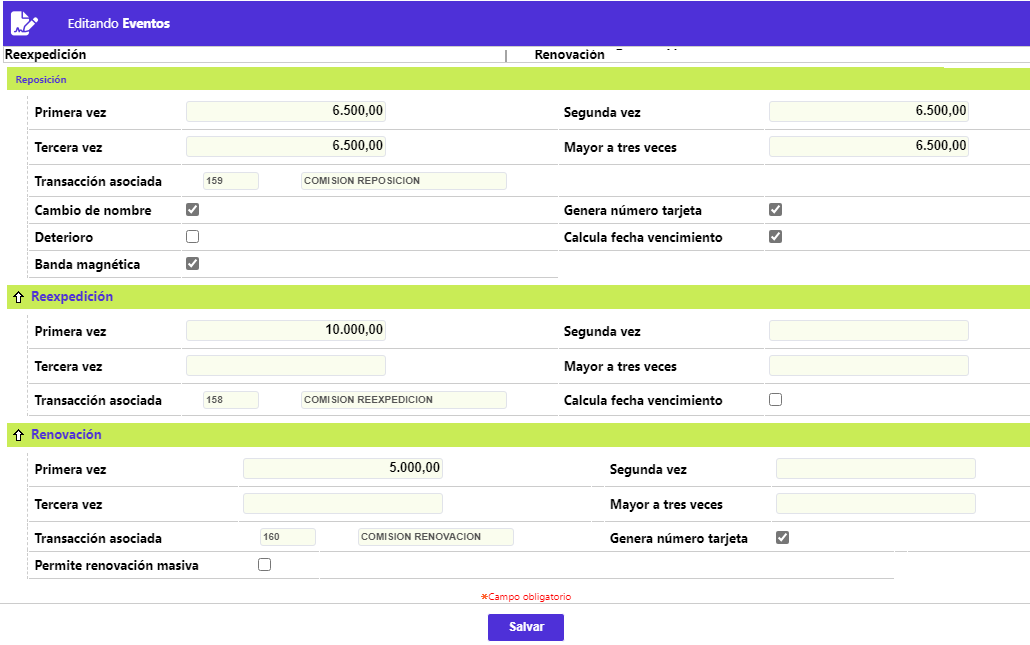 Editando Eventos
Reexpedición | Renovación
Reposición
Primera vez 6.500,00 Segunda vez 6.500,00
Tercera vez 6.500,00 Mayor a tres veces 6.500,00
Transacción asociada 159 COMISION REPOSICION
Cambio de nombre Genera número tarjeta
Deterioro Calcula fecha vencimiento
Banda magnética
Reexpedición
Primera vez 10.000,00 Segunda vez
Tercera vez Mayor a tres veces
Transacción asociada 158 COMISION REEXPEDICION Calcula fecha vencimiento
Renovación
Primera vez 5.000,00 Segunda vez
Tercera vez Mayor a tres veces
Transacción asociada 160 COMISION RENOVACION Genera número tarjeta
Permite renovación masiva
*Campo obligatorio
Salvar